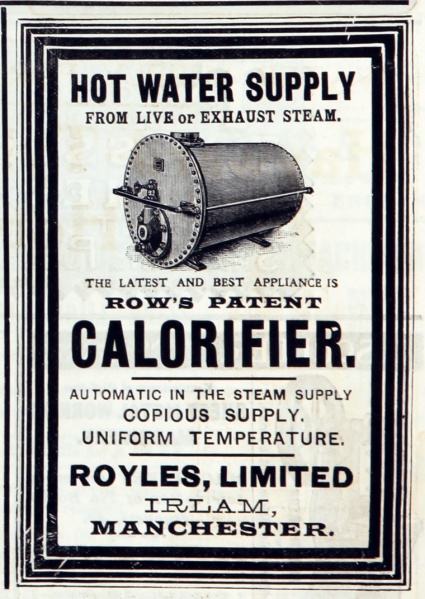 HOT WATER SUPPLY
FROM LIVE or EXHAUST STEAM.
THE LATEST AND BEST APPLIANCE IS
ROW'S PATENT
CALORIFIER.
AUTOMATIC IN THE STEAM SUPPLY
COPIOUS SUPPLY.
UNIFORM TEMPERATURE.
ROYLES, LIMITED
IRLAM,
MANCHESTER.